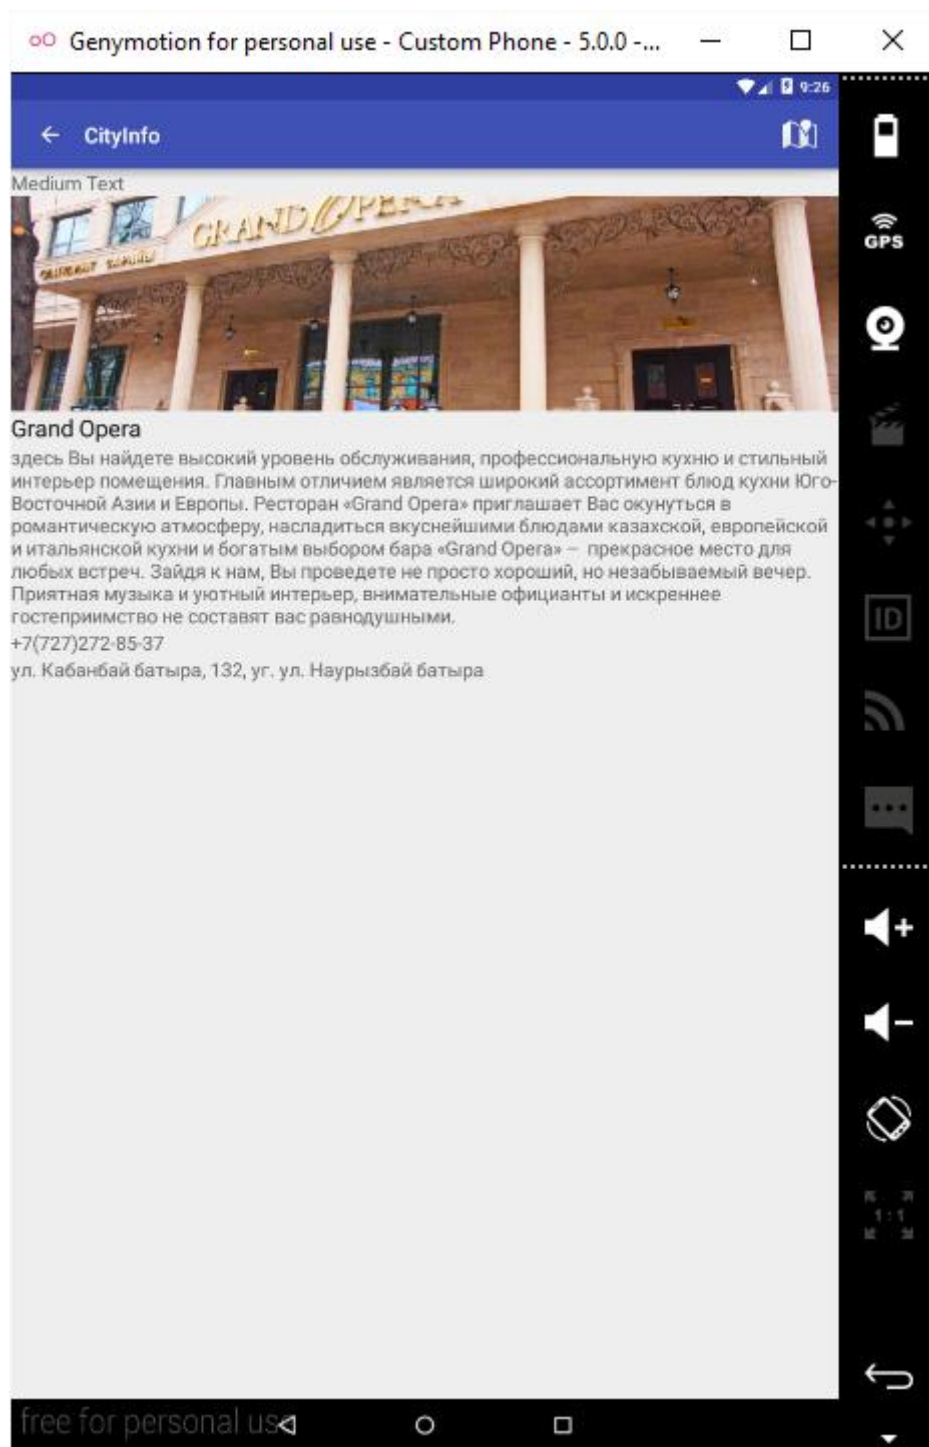 Genymotion for personal use - Custom Phone - 5.0.0 -...
9:26
CityInfo
GPS
Medium Text
GRAND OPERA
Grand Opera
здесь Вы найдете высокий уровень обслуживания, профессиональную кухню и стильный
интерьер помещения. Главным отличием является широкий ассортимент блюд кухни Юго-
Восточной Азии и Европы. Ресторан «Grand Opera» приглашает Вас окунуться в
романтическую атмосферу, насладиться вкуснейшими блюдами казахской, европейской
и итальянской кухни и богатым выбором бара «Grand Opera» – прекрасное место для
любых встреч. Зайдя к нам, Вы проведете не просто хороший, но незабываемый вечер.
Приятная музыка и уютный интерьер, внимательные официанты и искреннее
гостеприимство не составят вас равнодушными.
+7(727)272-85-37
ул. Кабанбай батыра, 132, уг. ул. Наурызбай батыра
ID
1:1
free for personal use